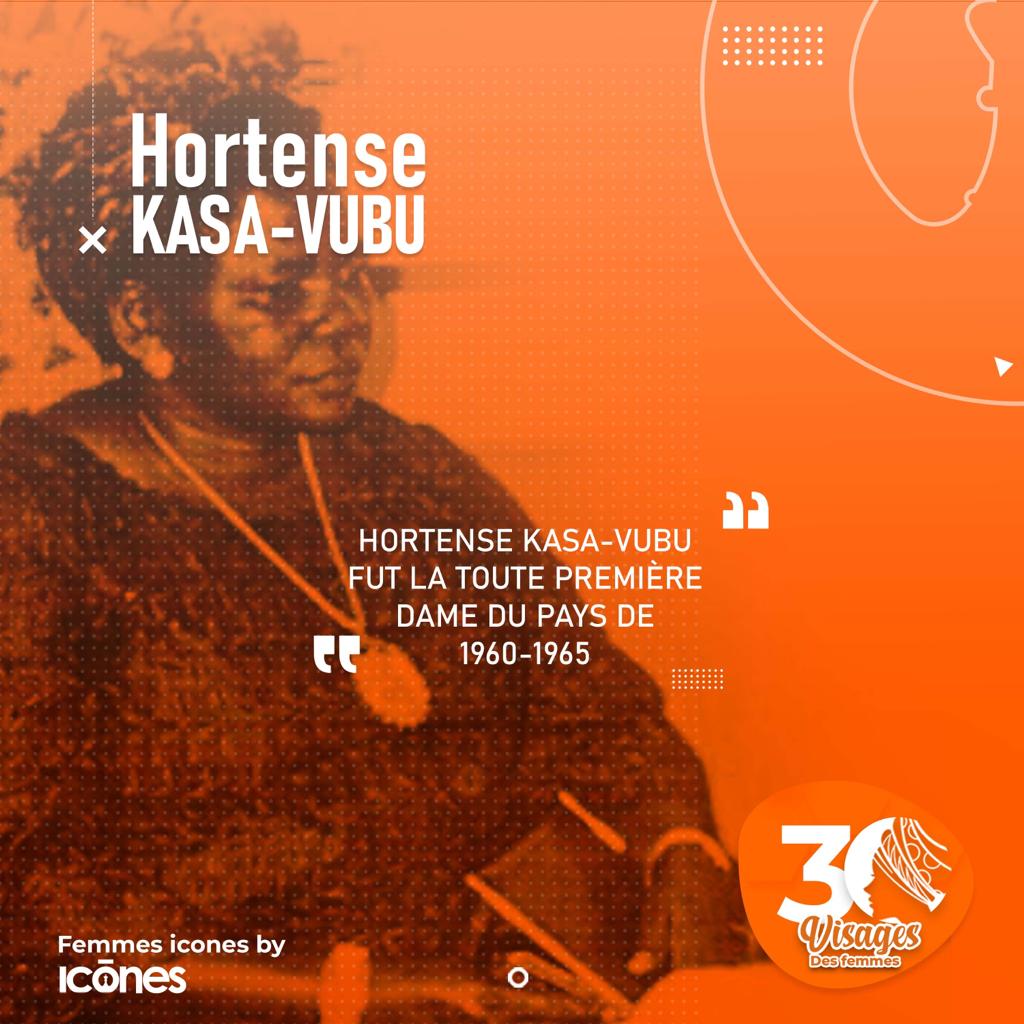 Hortense
KASA-VUBU
HORTENSE KASA-VUBU
FUT LA TOUTE PREMIÈRE
DAME DU PAYS DE
1960-1965
30
Visages
Des femmes
Femmes icones by
ıcōnes